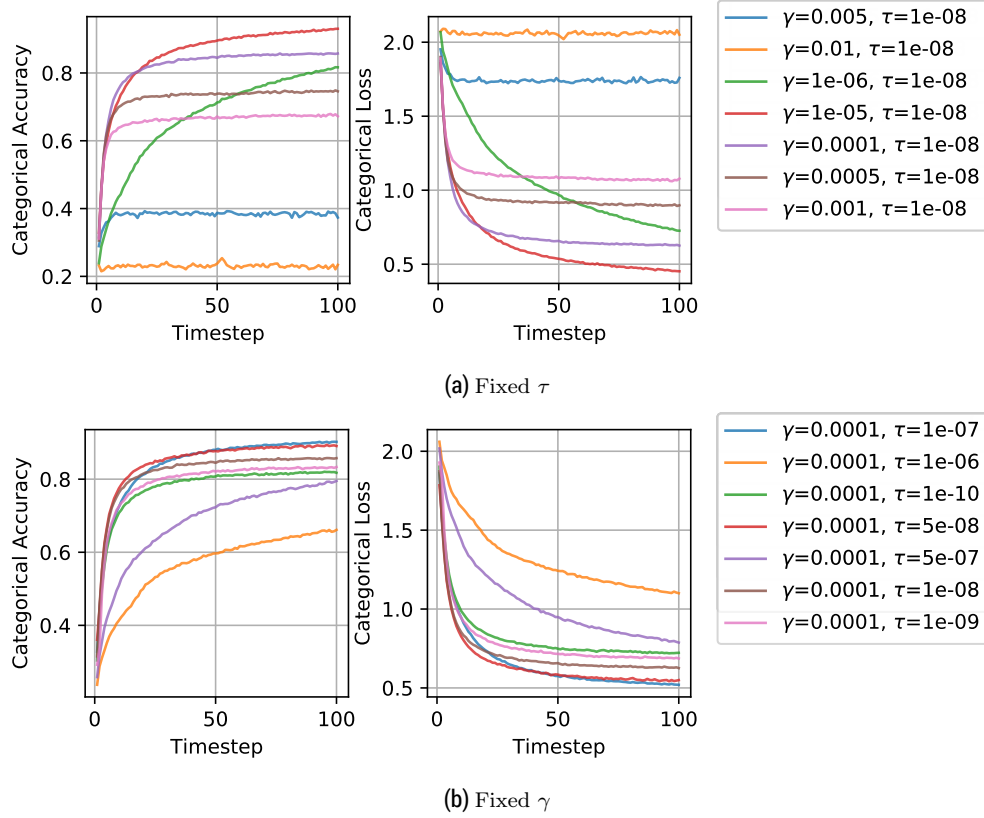 Categorical Accuracy
0.8
0.6
0.4
0.2
0
50
100
Timestep
Categorical Loss
2.0
1.5
1.0
0.5
0
50
100
Timestep
γ=0.005, τ=1e-08
γ=0.01, τ=1e-08
γ=1e-06, τ=1e-08
γ=1e-05, τ=1e-08
γ=0.0001, τ=1e-08
γ=0.0005, τ=1e-08
γ=0.001, τ=1e-08
(a) Fixed τ
Categorical Accuracy
0.8
0.6
0.4
0
50
100
Timestep
Categorical Loss
2.0
1.5
1.0
0.5
0
50
100
Timestep
γ=0.0001, τ=1e-07
γ=0.0001, τ=1e-06
γ=0.0001, τ=1e-10
γ=0.0001, τ=5e-08
γ=0.0001, τ=5e-07
γ=0.0001, τ=1e-08
γ=0.0001, τ=1e-09
(b) Fixed γ